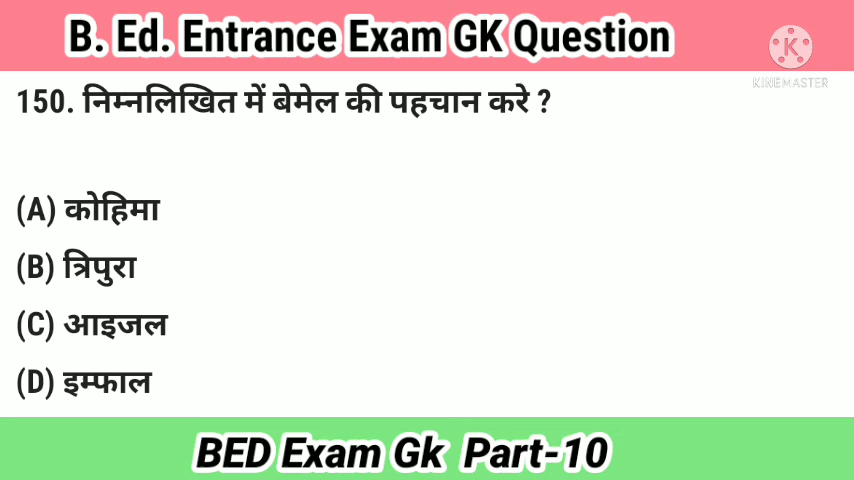 B. Ed. Entrance Exam GK Question
K
KINEMASTER
150. निम्नलिखित में बेमेल की पहचान करे ?
(A) कोहिमा
(B) त्रिपुरा
(C) आइजल
(D) इम्फाल
BED Exam Gk Part-10